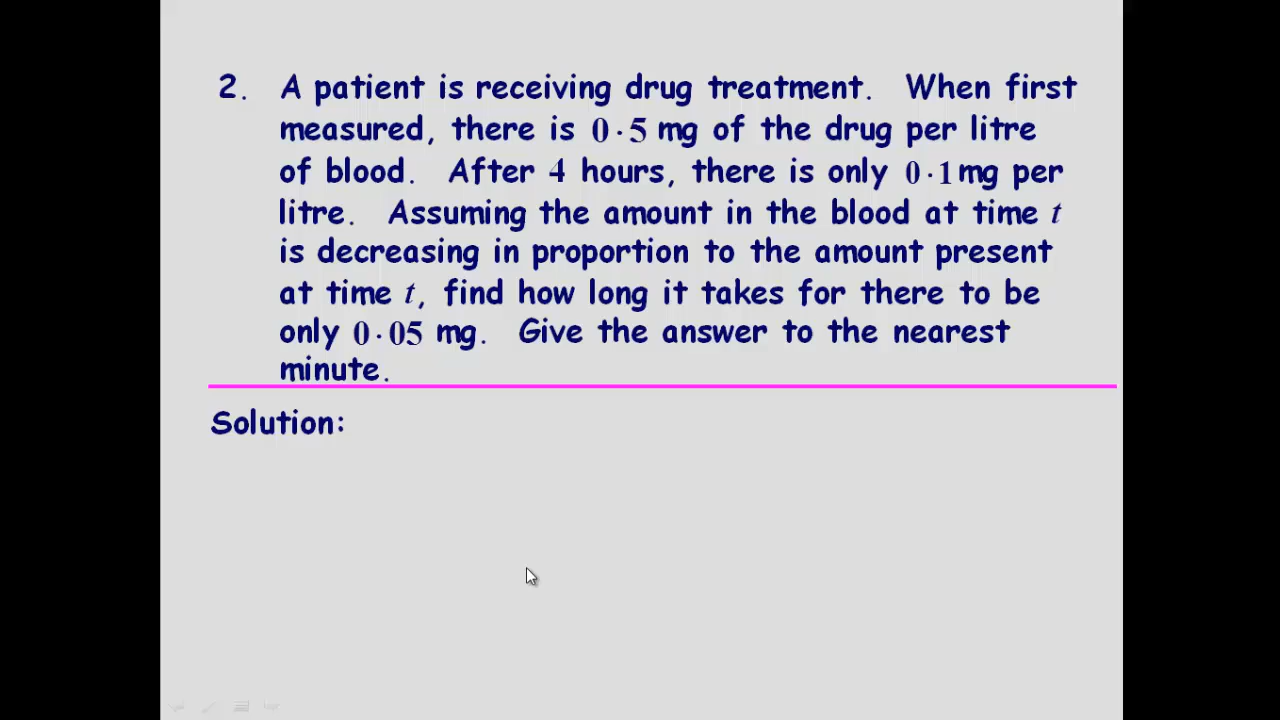 2. A patient is receiving drug treatment. When first
measured, there is 0·5 mg of the drug per litre
of blood. After 4 hours, there is only 0·1mg per
litre. Assuming the amount in the blood at time t
is decreasing in proportion to the amount present
at time t, find how long it takes for there to be
only 0·05 mg. Give the answer to the nearest
minute.
Solution: